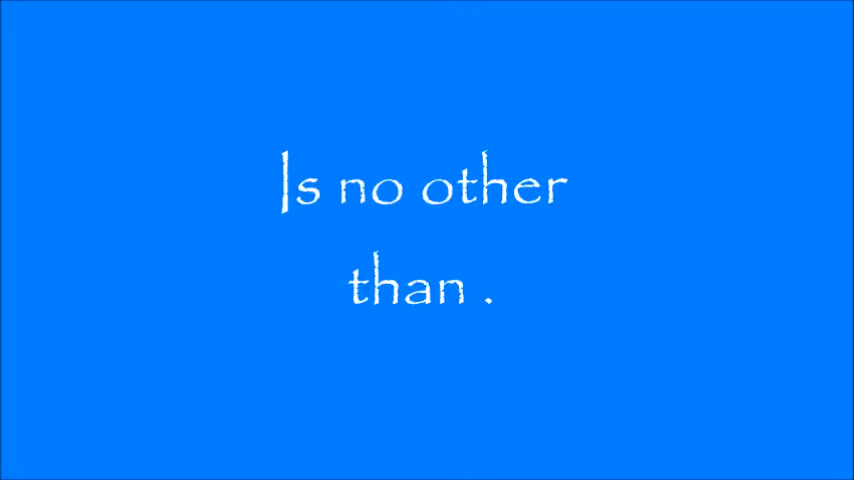 Is no other
than .